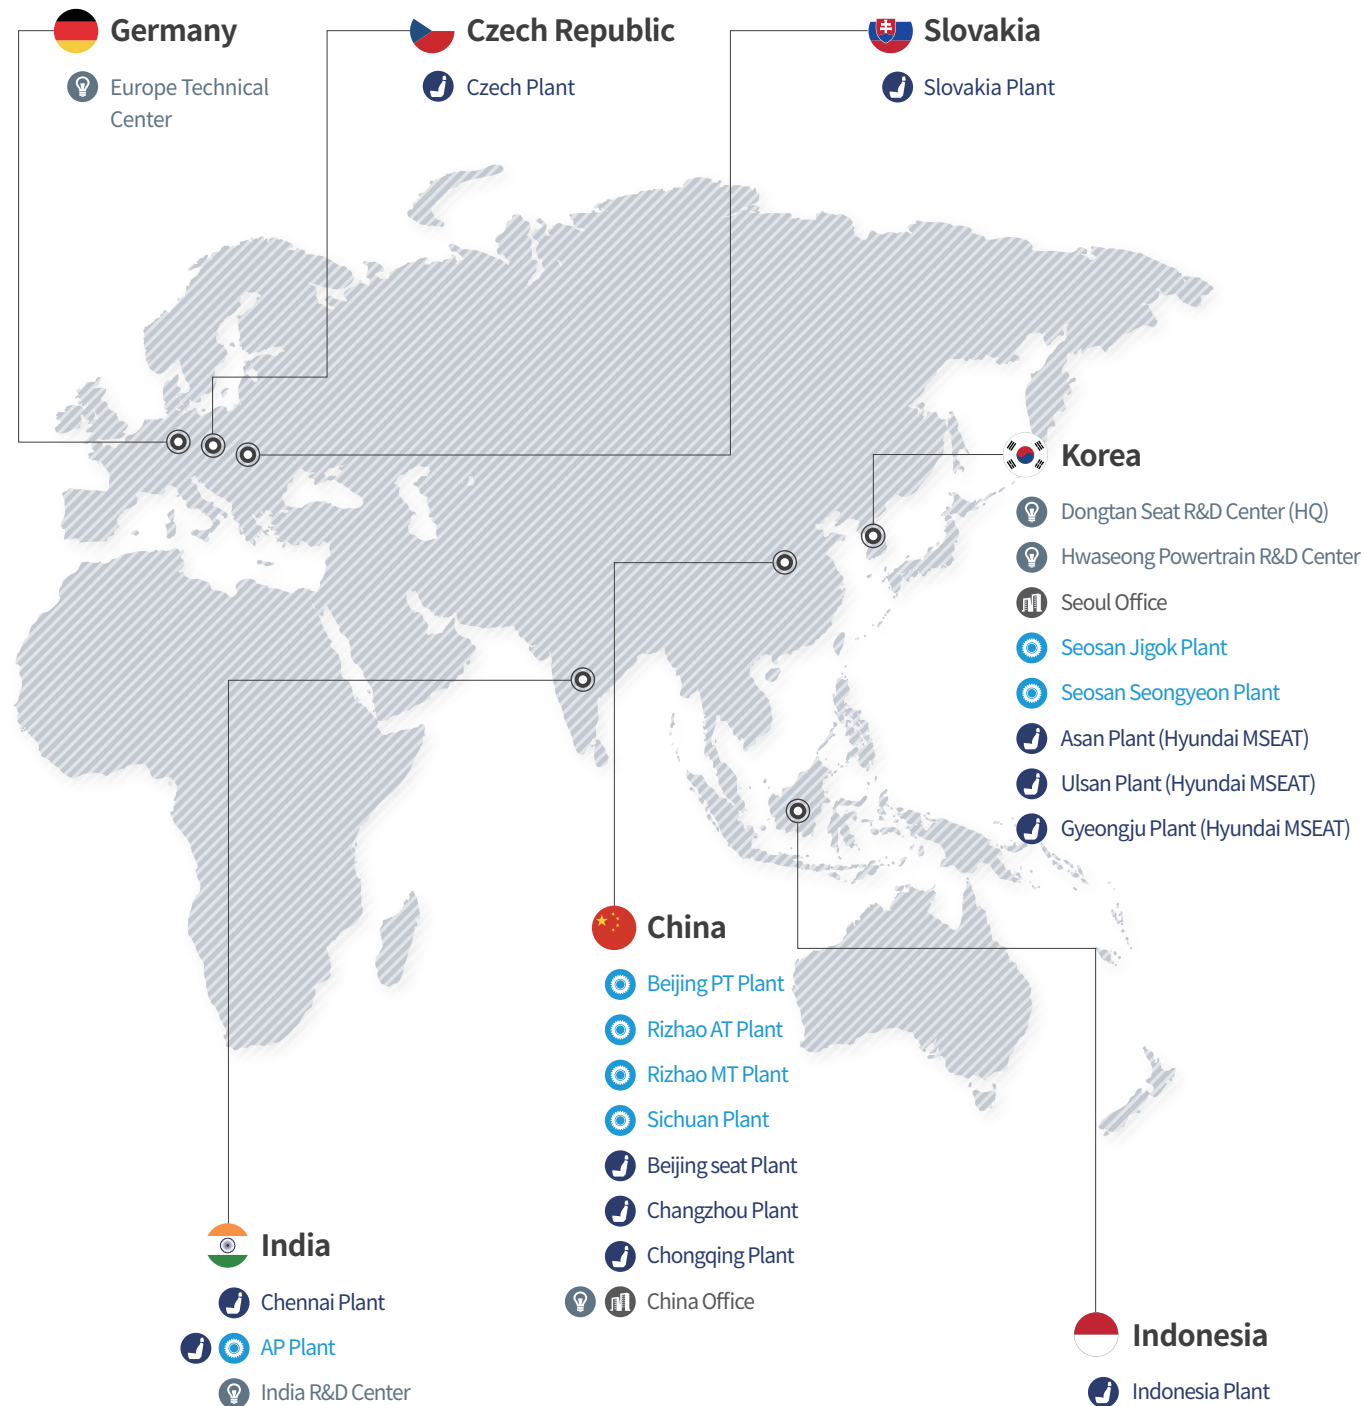 Germany
Europe Technical
Center
Czech Republic
Czech Plant
Slovakia
Slovakia Plant
Korea
Dongtan Seat R&D Center (HQ)
Hwaseong Powertrain R&D Center
Seoul Office
Seosan Jigok Plant
Seosan Seongyeon Plant
Asan Plant (Hyundai MSEAT)
Ulsan Plant (Hyundai MSEAT)
Gyeongju Plant (Hyundai MSEAT)
China
Beijing PT Plant
Rizhao AT Plant
Rizhao MT Plant
Sichuan Plant
Beijing seat Plant
Changzhou Plant
Chongqing Plant
China Office
India
Chennai Plant
AP Plant
India R&D Center
Indonesia
Indonesia Plant